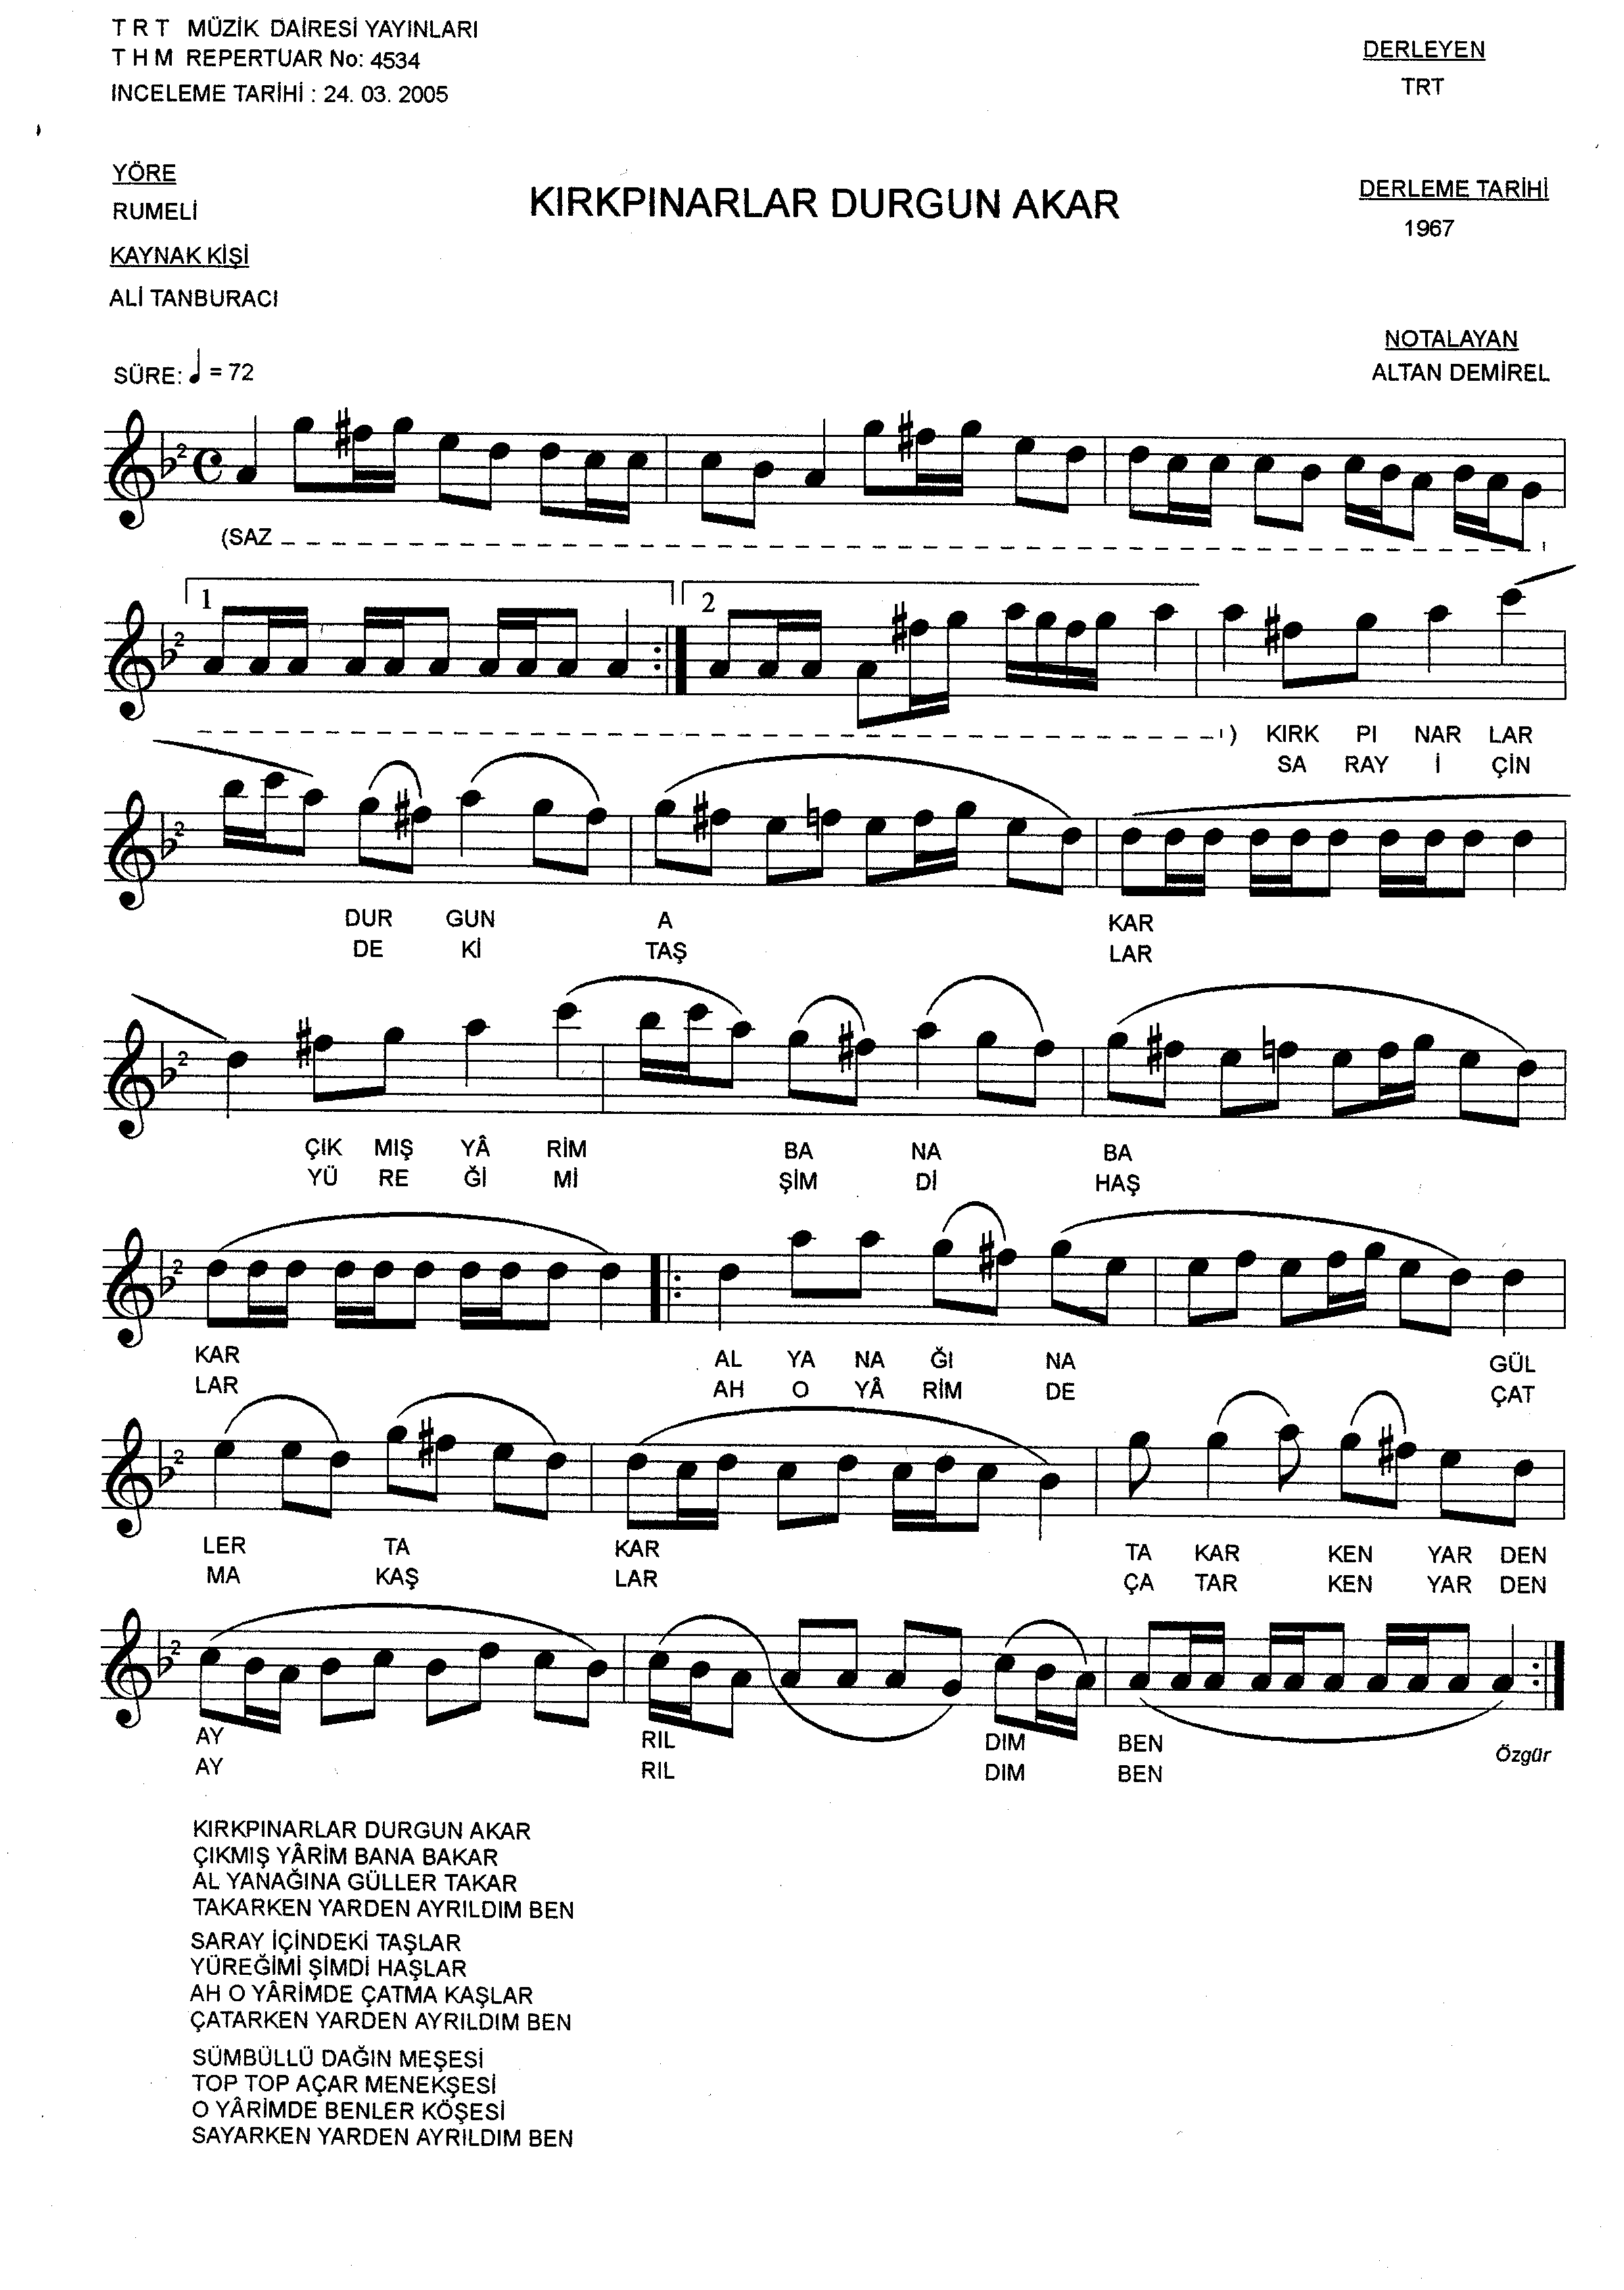 T R T MÜZİK DAİRESİ YAYINLARI
T H M REPERTUAR No: 4534
INCELEME TARİHİ : 24. 03. 2005
DERLEYEN
TRT
YÖRE
RUMELİ
KIRKPINARLAR DURGUN AKAR
DERLEME TARİHİ
1967
KAYNAK KİŞİ
ALİ TANBURACI
NOTALAYAN
ALTAN DEMİREL
SÜRE: ♩ = 72
(SAZ
1 2
) KIRK PI NAR LAR
SA RAY İ ÇİN
DUR GUN A KAR
DE Kİ TAŞ LAR
ÇIK MIŞ YÂ RİM BA NA BA
YÜ RE Ğİ Mİ ŞİM Dİ HAŞ
KAR AL YA NA ĞI NA GÜL
LAR AH O YÂ RİM DE ÇAT
LER TA KAR TA KAR KEN YAR DEN
MA KAŞ LAR ÇA TAR KEN YAR DEN
AY RIL DIM BEN
AY RIL DIM BEN
Özgür
KIRKPINARLAR DURGUN AKAR
ÇIKMIŞ YÂRİM BANA BAKAR
AL YANAĞINA GÜLLER TAKAR
TAKARKEN YARDEN AYRILDIM BEN
SARAY İÇİNDEKİ TAŞLAR
YÜREĞİMİ ŞİMDİ HAŞLAR
AH O YÂRİMDE ÇATMA KAŞLAR
ÇATARKEN YARDEN AYRILDIM BEN
SÜMBÜLLÜ DAĞIN MEŞESİ
TOP TOP AÇAR MENEKŞESİ
O YÂRİMDE BENLER KÖŞESİ
SAYARKEN YARDEN AYRILDIM BEN